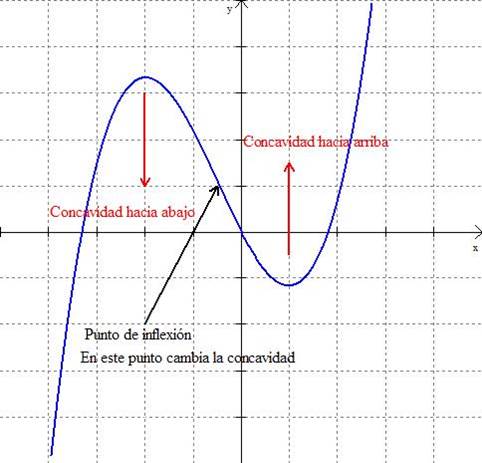 y
Concavidad hacia arriba
Concavidad hacia abajo
x
Punto de inflexión
En este punto cambia la concavidad